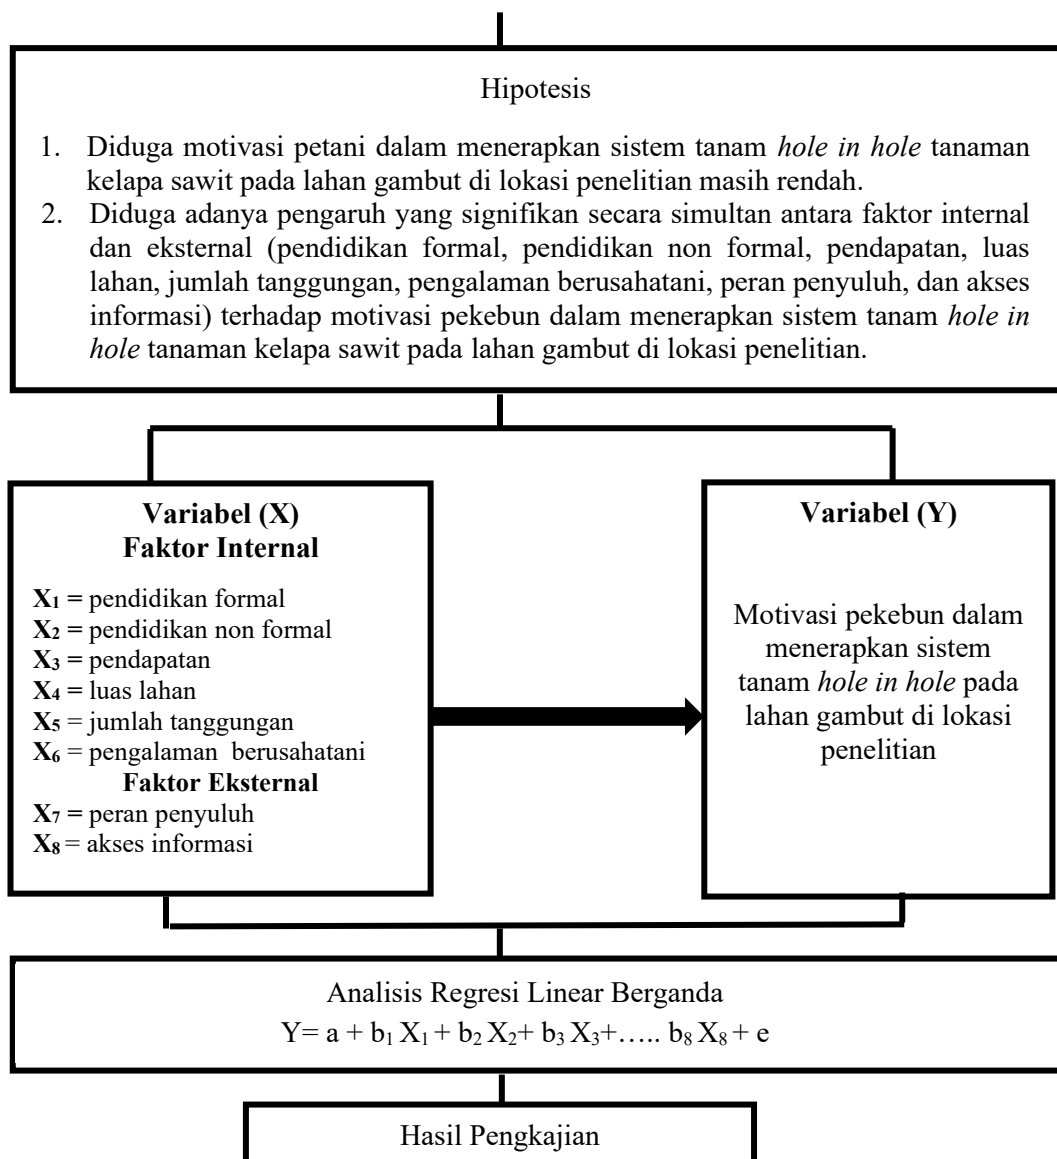 Hipotesis
1. Diduga motivasi petani dalam menerapkan sistem tanam hole in hole tanaman
kelapa sawit pada lahan gambut di lokasi penelitian masih rendah.
2. Diduga adanya pengaruh yang signifikan secara simultan antara faktor internal
dan eksternal (pendidikan formal, pendidikan non formal, pendapatan, luas
lahan, jumlah tanggungan, pengalaman berusahatani, peran penyuluh, dan akses
informasi) terhadap motivasi pekebun dalam menerapkan sistem tanam hole in
hole tanaman kelapa sawit pada lahan gambut di lokasi penelitian.
Variabel (X)
Faktor Internal
X₁ = pendidikan formal
X₂ = pendidikan non formal
X₃ = pendapatan
X₄ = luas lahan
X₅ = jumlah tanggungan
X₆ = pengalaman berusahatani
Faktor Eksternal
X₇ = peran penyuluh
X₈ = akses informasi
Variabel (Y)
Motivasi pekebun dalam
menerapkan sistem
tanam hole in hole pada
lahan gambut di lokasi
penelitian
Analisis Regresi Linear Berganda
Y= a + b₁ X₁ + b₂ X₂+ b₃ X₃+….. b₈ X₈ + e
Hasil Pengkajian